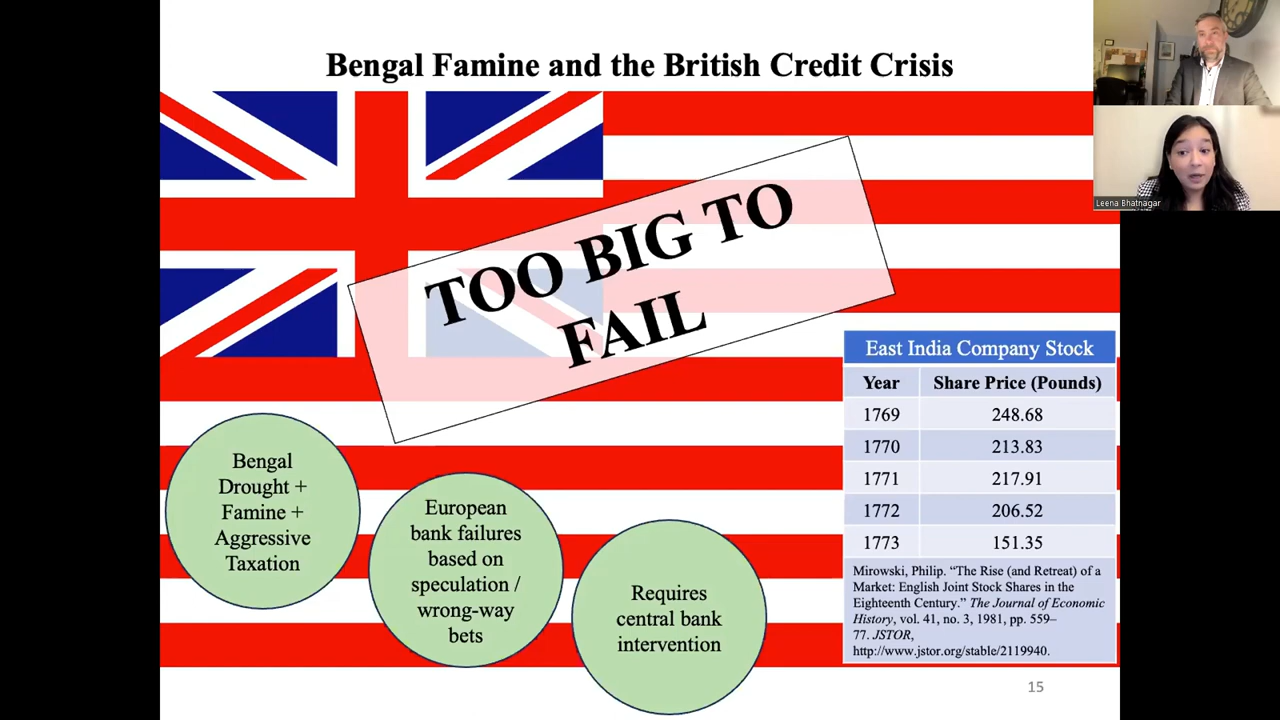 Bengal Famine and the British Credit Crisis
TOO BIG TO
FAIL
Leena Bhatnagar
East India Company Stock
Year Share Price (Pounds)
1769 248.68
1770 213.83
1771 217.91
1772 206.52
1773 151.35
Mirowski, Philip. “The Rise (and Retreat) of a
Market: English Joint Stock Shares in the
Eighteenth Century.” The Journal of Economic
History, vol. 41, no. 3, 1981, pp. 559–
77. JSTOR,
http://www.jstor.org/stable/2119940.
Bengal
Drought +
Famine +
Aggressive
Taxation
European
bank failures
based on
speculation /
wrong-way
bets
Requires
central bank
intervention
15